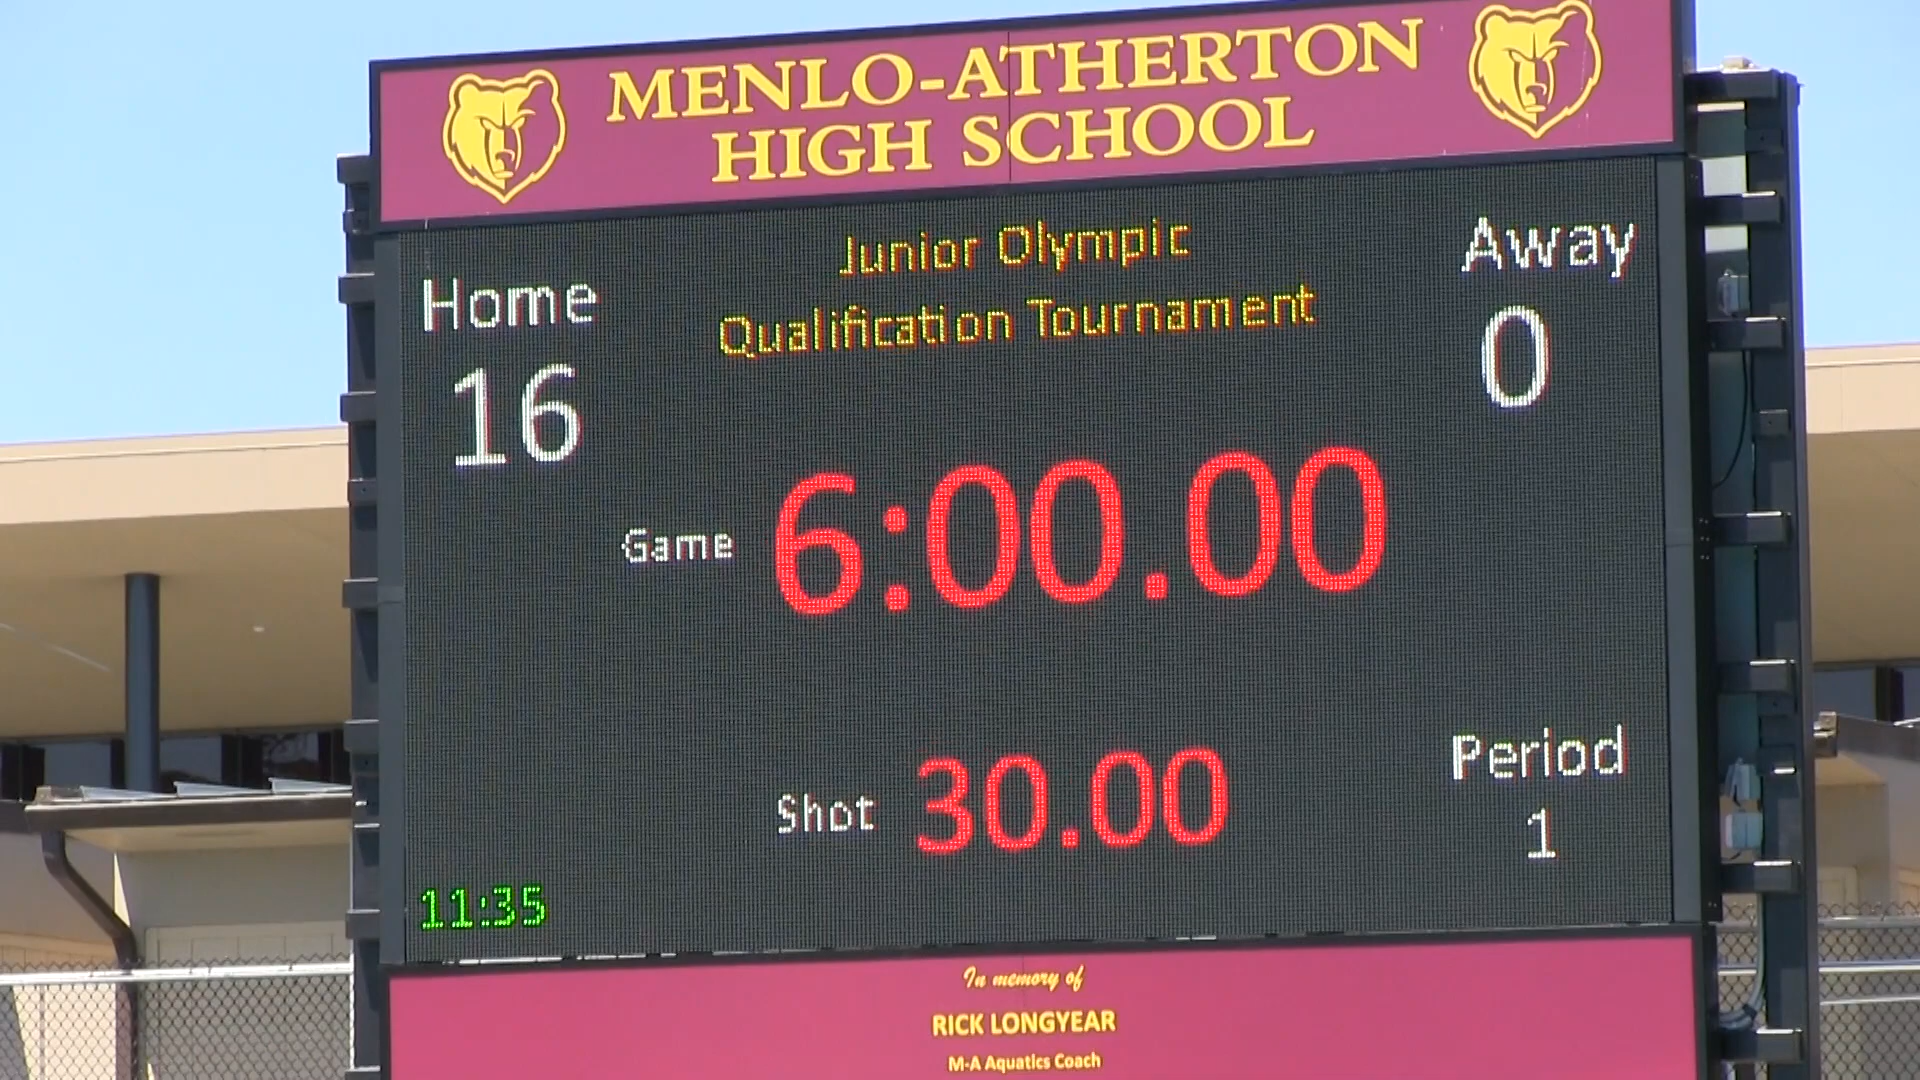 MENLO-ATHERTON
HIGH SCHOOL
Junior Olympic
Qualification Tournament
Home
16
Away
0
Game 6:00.00
Shot 30.00
Period
1
11:35
In memory of
RICK LONGYEAR
M-A Aquatics Coach